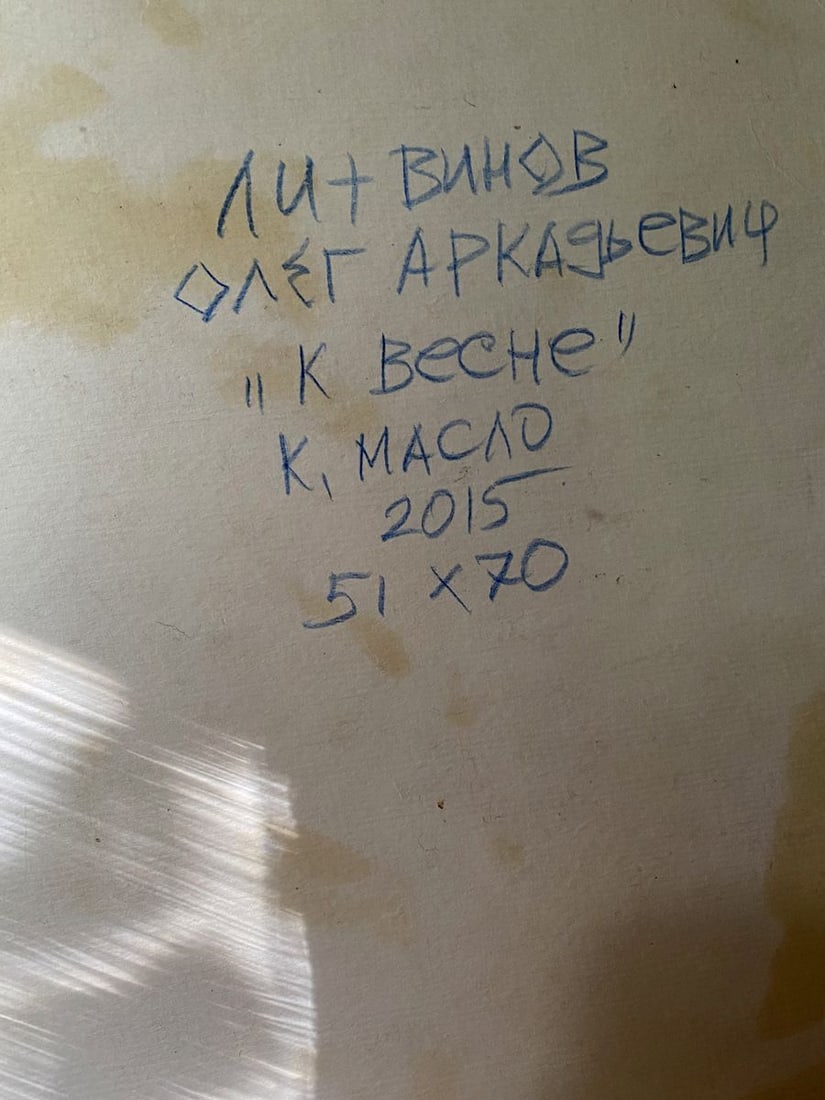 ЛИТВИНОВ
ОЛЕГ АРКАДЬЕВИЧ
"К ВЕСНЕ"
К, МАСЛО
2015
51 х 70